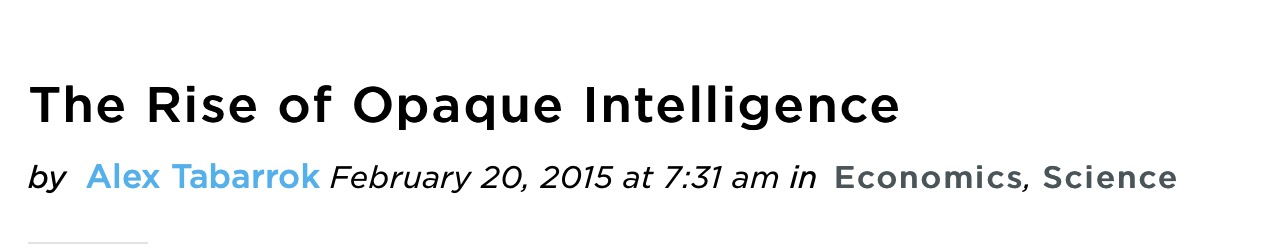 The Rise of Opaque Intelligence
by Alex Tabarrok February 20, 2015 at 7:31 am in Economics, Science